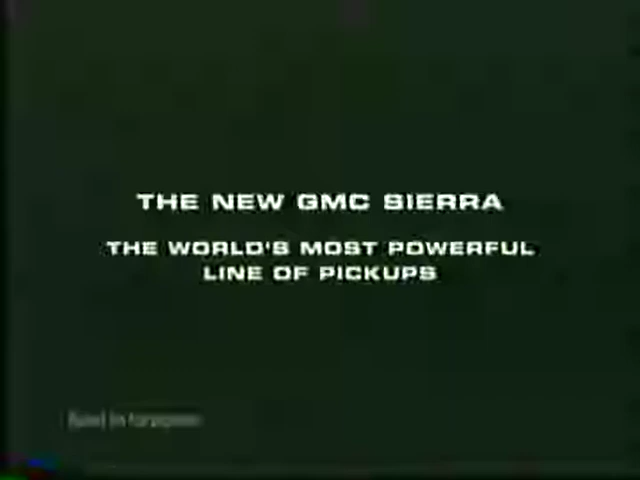 THE NEW GMC SIERRA
THE WORLD'S MOST POWERFUL
LINE OF PICKUPS